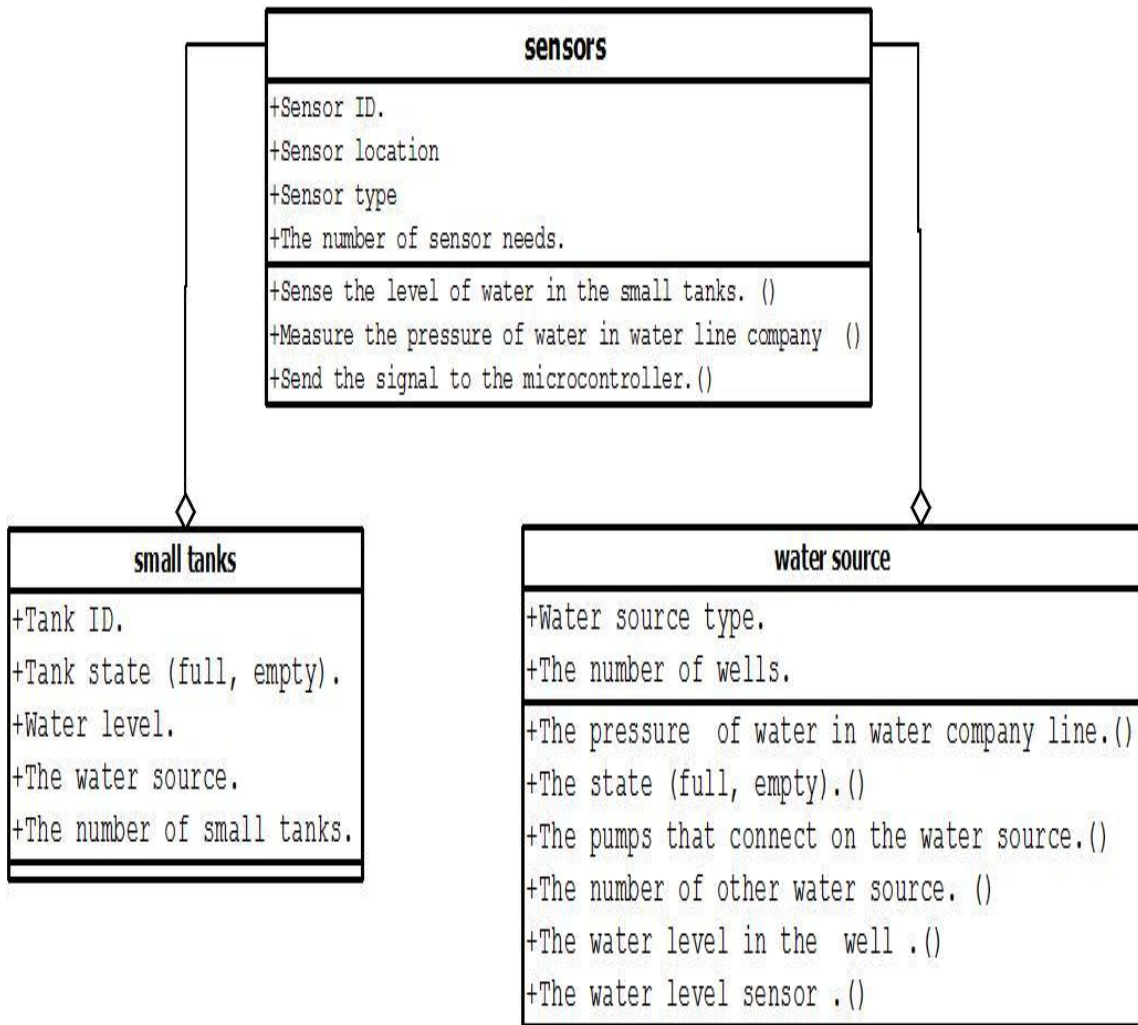 sensors
+Sensor ID.
+Sensor location
+Sensor type
+The number of sensor needs.
+Sense the level of water in the small tanks. ()
+Measure the pressure of water in water line company ()
+Send the signal to the microcontroller.()
small tanks
+Tank ID.
+Tank state (full, empty).
+Water level.
+The water source.
+The number of small tanks.
water source
+Water source type.
+The number of wells.
+The pressure of water in water company line.()
+The state (full, empty).()
+The pumps that connect on the water source.()
+The number of other water source. ()
+The water level in the well .()
+The water level sensor .()